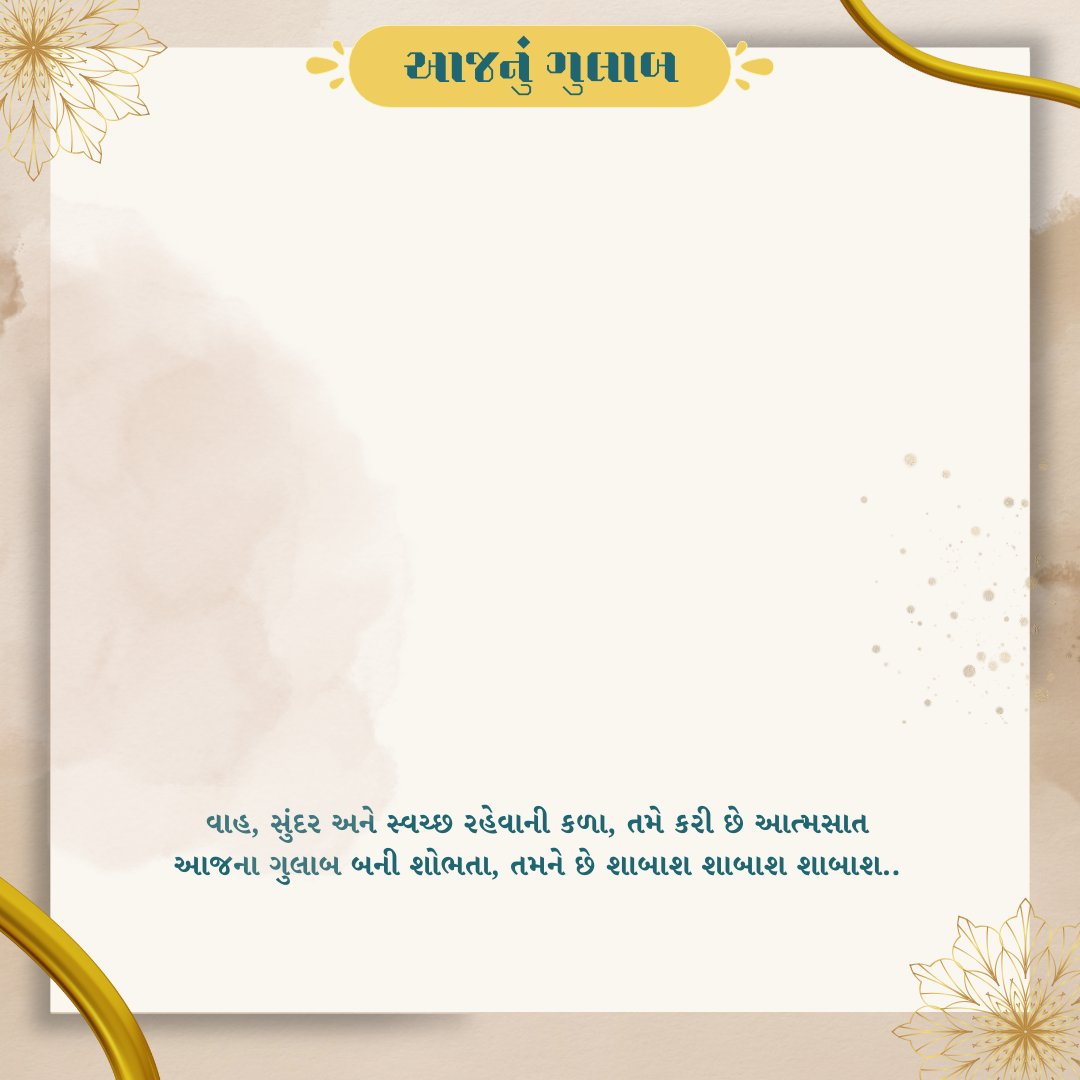 આજનું ગુલાબ
વાહ, સુંદર અને સ્વચ્છ રહેવાની કળા, તમે કરી છે આત્મસાત
આજના ગુલાબ બની શોભતા, તમને છે શાબાશ શાબાશ શાબાશ..